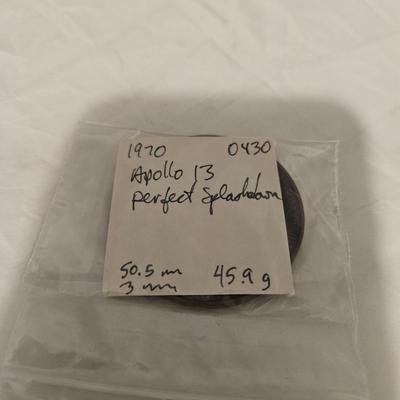 1970 0430
Apollo 13
perfect Splashdown
50.5 mm 45.9 g
3 mm